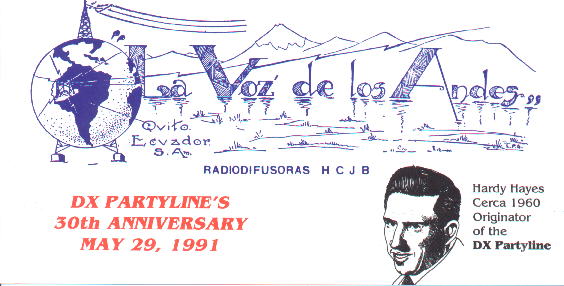 La Voz de los Andes
Quito
Ecuador
S. Am.
RADIODIFUSORAS H C J B
DX PARTYLINE'S
30th ANNIVERSARY
MAY 29, 1991
Hardy Hayes
Cerca 1960
Originator
of the
DX Partyline